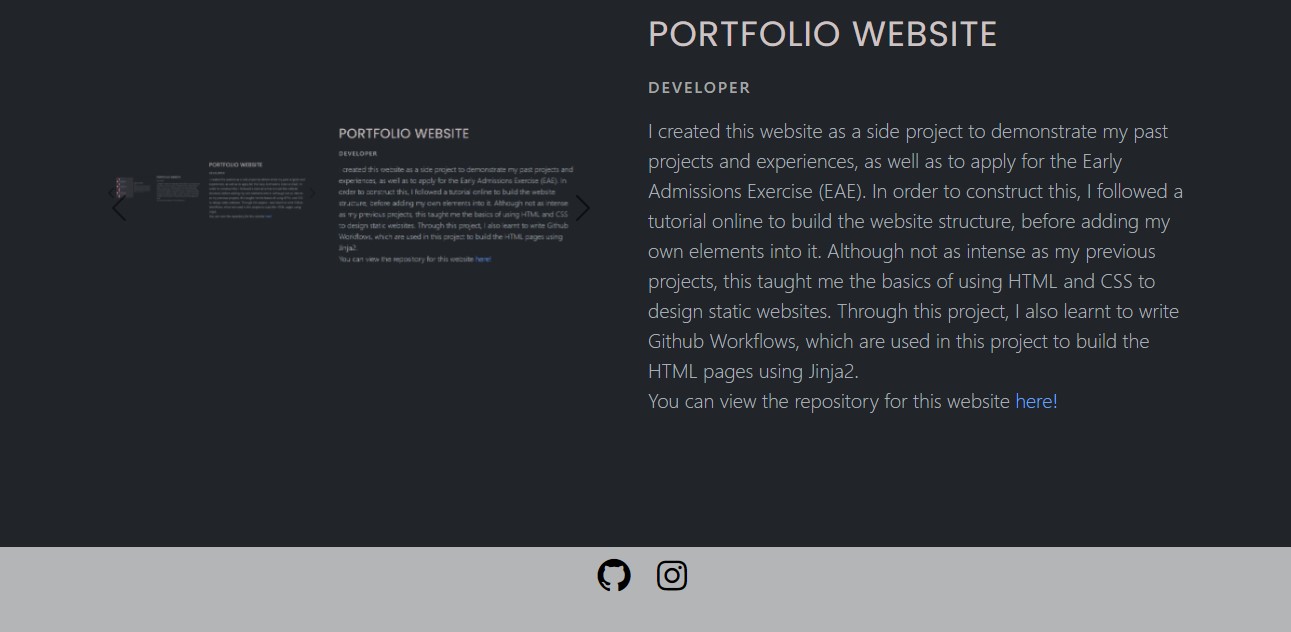 PORTFOLIO WEBSITE
DEVELOPER
I created this website as a side project to demonstrate my past
projects and experiences, as well as to apply for the Early
Admissions Exercise (EAE). In order to construct this, I followed a
tutorial online to build the website structure, before adding my
own elements into it. Although not as intense as my previous
projects, this taught me the basics of using HTML and CSS to
design static websites. Through this project, I also learnt to write
Github Workflows, which are used in this project to build the
HTML pages using Jinja2.
You can view the repository for this website here!
PORTFOLIO WEBSITE
DEVELOPER
created this website as a side project to demonstrate my past projects and
experiences, as well as to apply for the Early Admissions Exercise (EAE). In
order to construct this, I followed a tutorial online to build the website
structure, before adding my own elements into it. Although not as intense
as my previous projects, this taught me the basics of using HTML and CSS
to design static websites. Through this project, I also learnt to write Github
Workflows, which are used in this project to build the HTML pages using
Jinja2.
You can view the repository for this website here!
PORTFOLIO WEBSITE